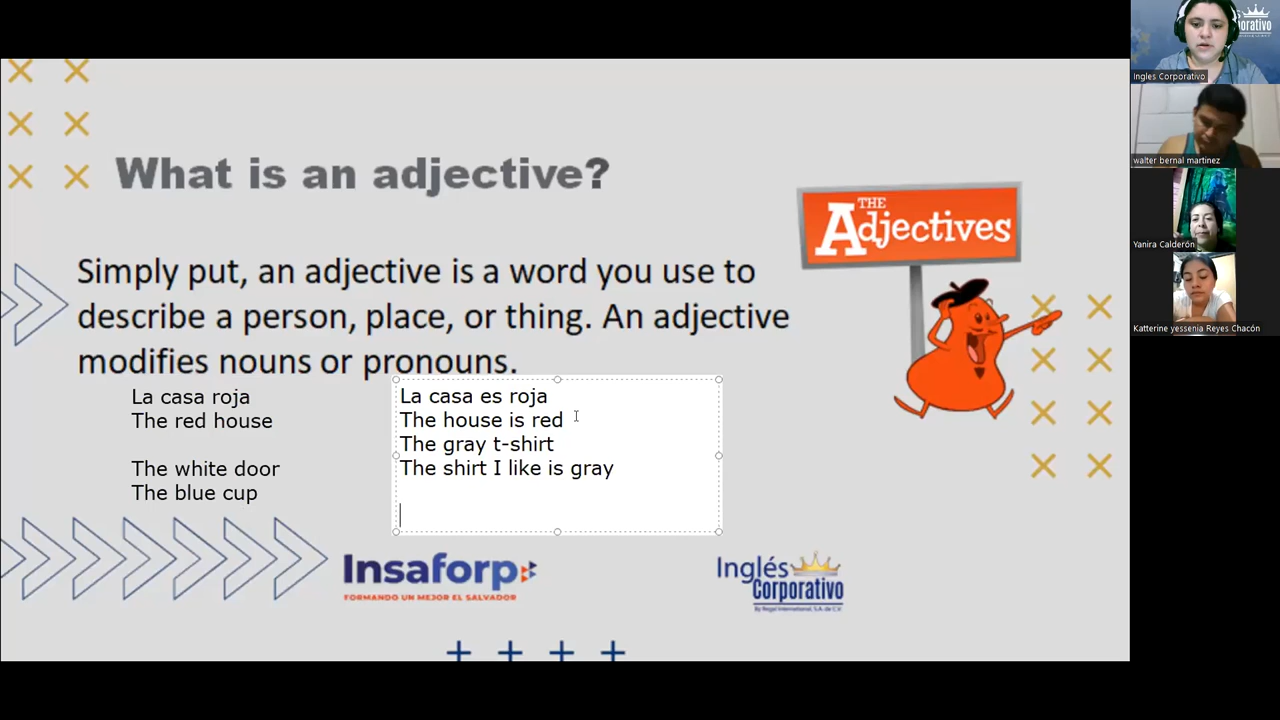 What is an adjective?
THE
Adjectives
Simply put, an adjective is a word you use to
describe a person, place, or thing. An adjective
modifies nouns or pronouns.
La casa roja
The red house
The white door
The blue cup
La casa es roja
The house is red
The gray t-shirt
The shirt I like is gray
Insaforp
FORMANDO UN MEJOR EL SALVADOR
Inglés
Corporativo
By Regal International, S.A. de C.V.
Ingles Corporativo
walter bernal martinez
Yanira Calderón
Katterine yessenia Reyes Chacón